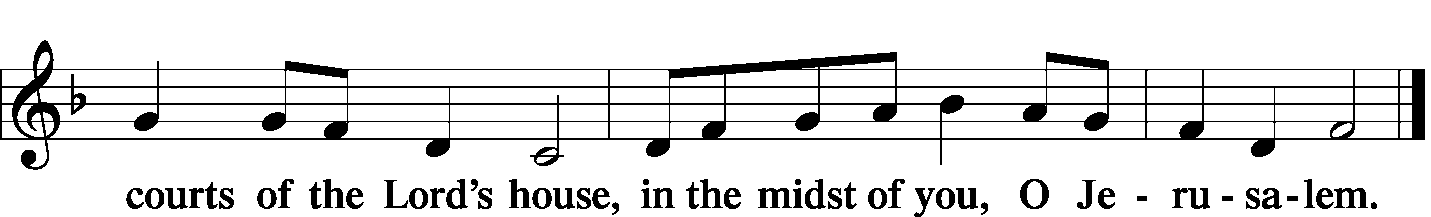 courts of the Lord's house, in the midst of you, O Je - ru - sa - lem.